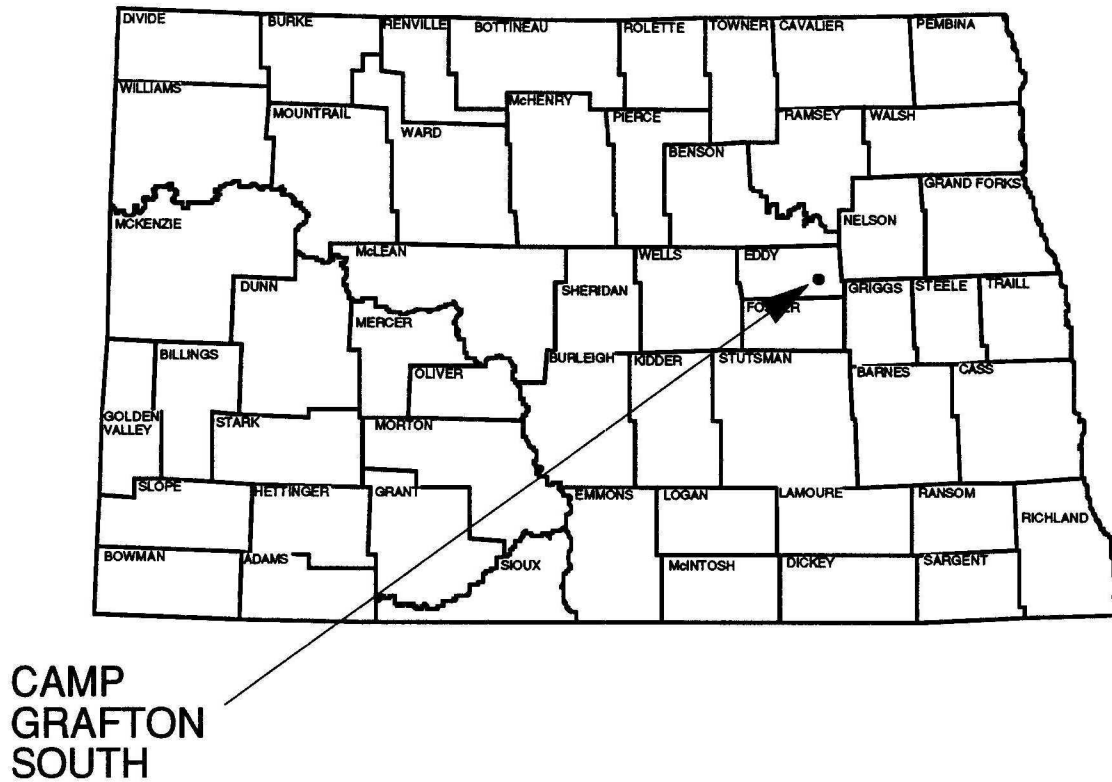 DIVIDE
BURKE
RENVILLE
BOTTINEAU
ROLETTE
TOWNER
CAVALIER
PEMBINA
WILLIAMS
MOUNTRAIL
WARD
McHENRY
PIERCE
BENSON
RAMSEY
WALSH
GRAND FORKS
NELSON
MCKENZIE
McLEAN
DUNN
MERCER
OLIVER
SHERIDAN
WELLS
EDDY
GRIGGS
STEELE
TRAILL
BILLINGS
GOLDEN
VALLEY
STARK
MORTON
BURLEIGH
KIDDER
STUTSMAN
BARNES
CASS
SLOPE
HETTINGER
GRANT
EMMONS
LOGAN
LAMOURE
RANSOM
RICHLAND
BOWMAN
ADAMS
SIOUX
McINTOSH
DICKEY
SARGENT
CAMP
GRAFTON
SOUTH